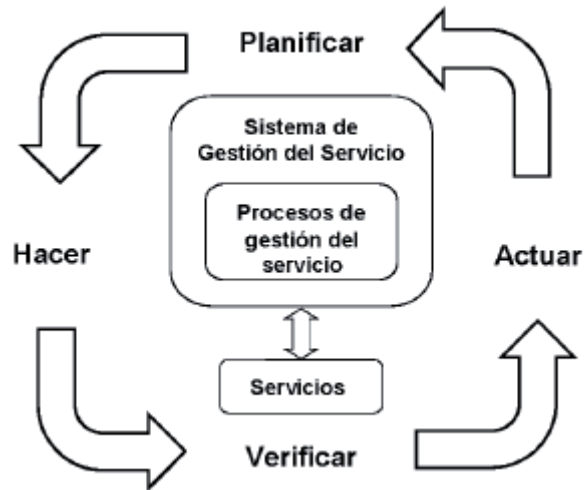 Planificar
Sistema de
Gestión del Servicio
Procesos de
gestión del
servicio
Hacer
Actuar
Servicios
Verificar